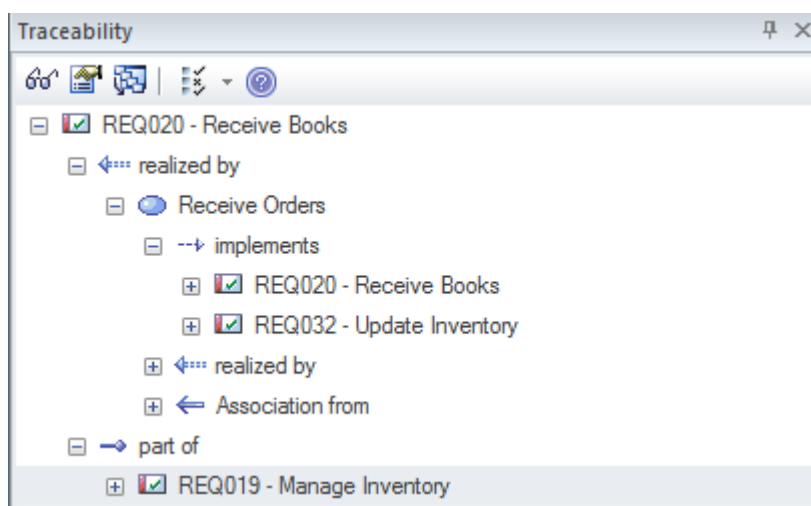 Traceability
REQ020 - Receive Books
realized by
Receive Orders
implements
REQ020 - Receive Books
REQ032 - Update Inventory
realized by
Association from
part of
REQ019 - Manage Inventory